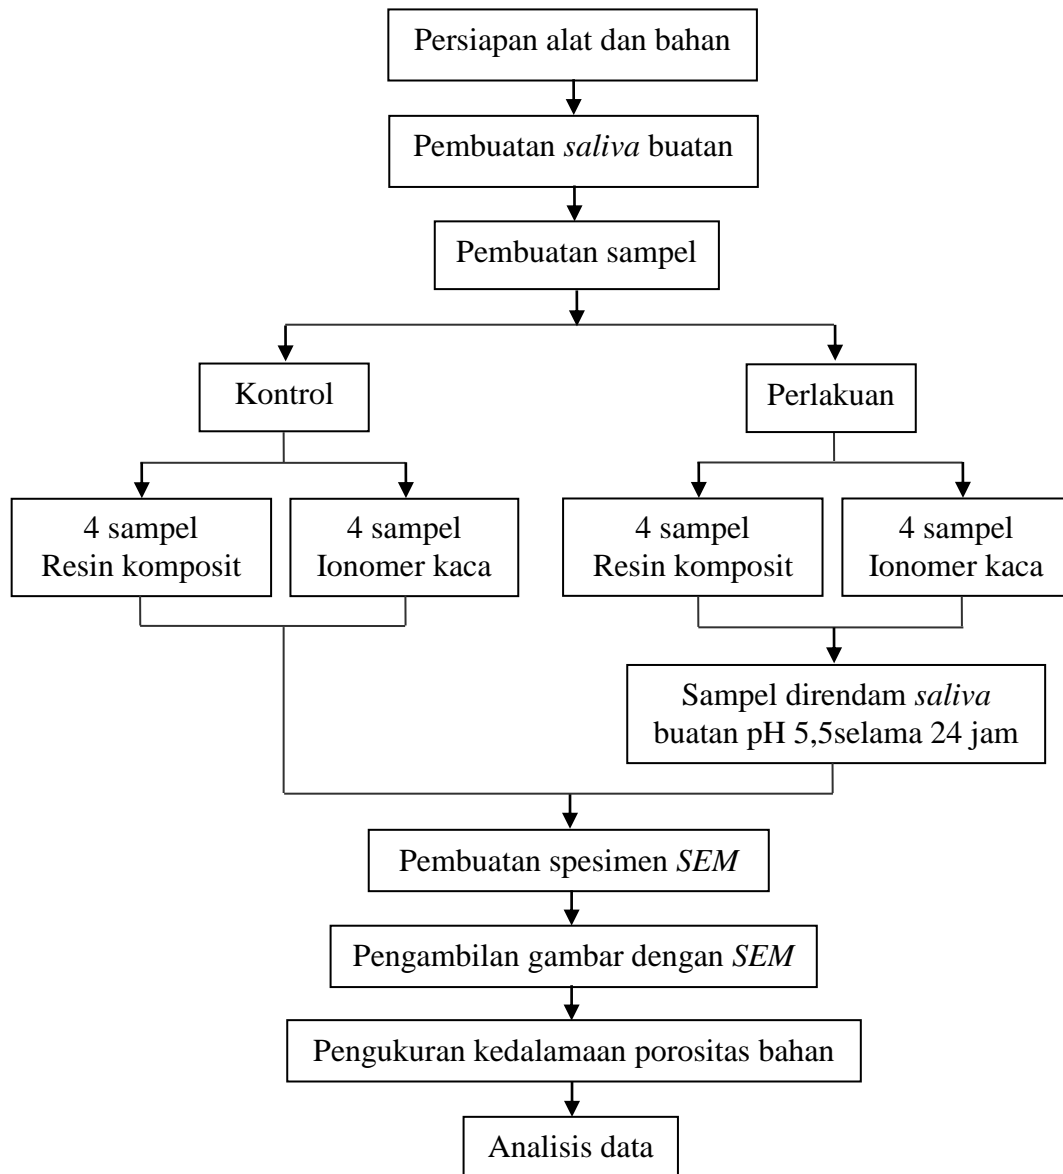 Persiapan alat dan bahan
Pembuatan saliva buatan
Pembuatan sampel
Kontrol
Perlakuan
4 sampel
Resin komposit
4 sampel
Ionomer kaca
4 sampel
Resin komposit
4 sampel
Ionomer kaca
Sampel direndam saliva
buatan pH 5,5selama 24 jam
Pembuatan spesimen SEM
Pengambilan gambar dengan SEM
Pengukuran kedalamaan porositas bahan
Analisis data